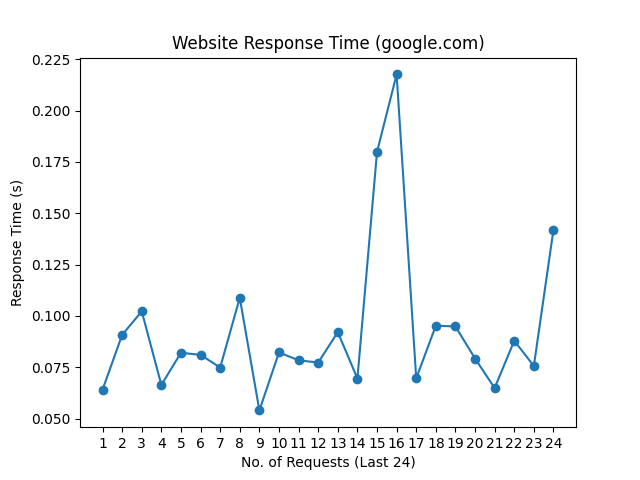 Website Response Time (google.com)
Response Time (s)
0.225
0.200
0.175
0.150
0.125
0.100
0.075
0.050
1 2 3 4 5 6 7 8 9 10 11 12 13 14 15 16 17 18 19 20 21 22 23 24
No. of Requests (Last 24)